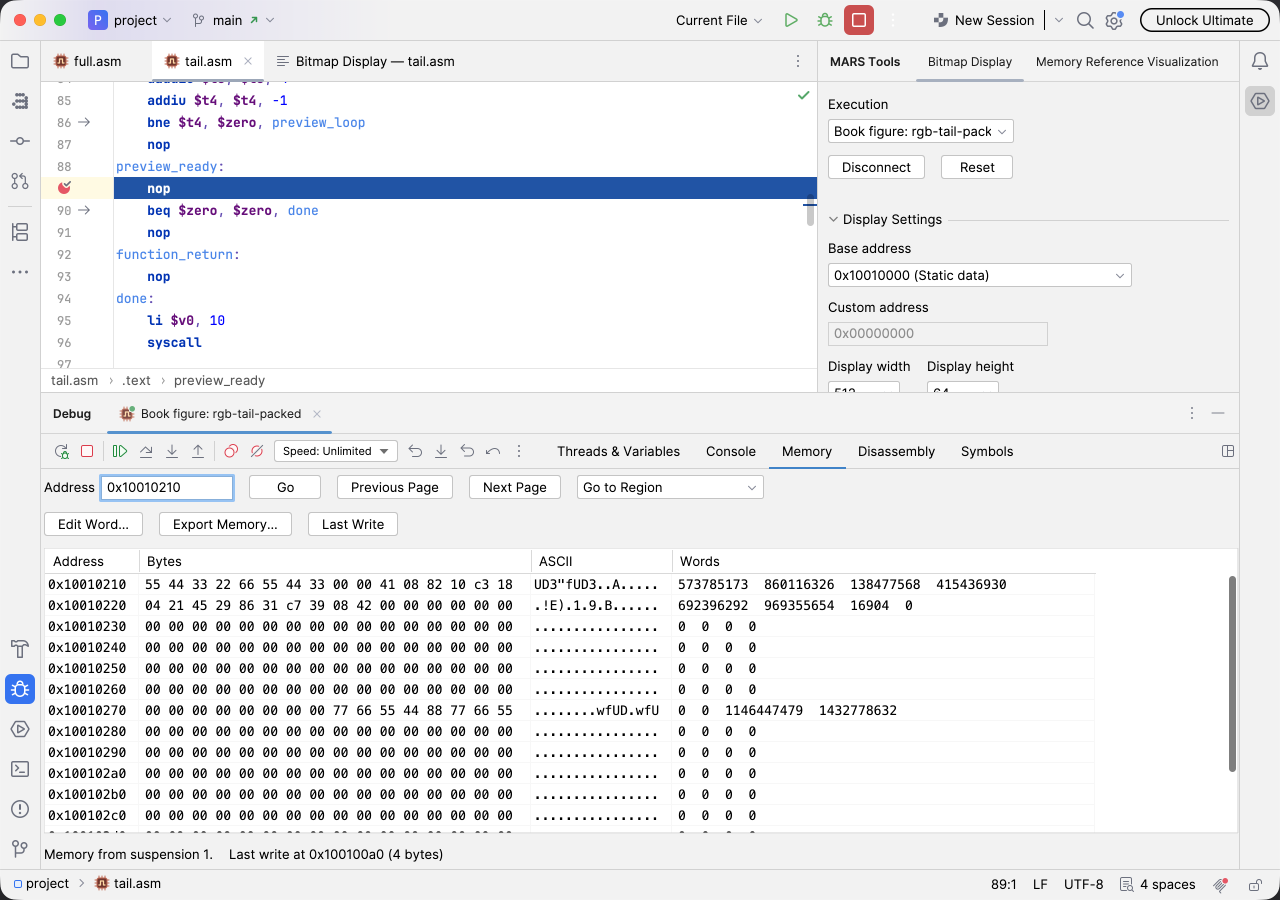 P project main Current File New Session Unlock Ultimate
full.asm tail.asm Bitmap Display — tail.asm
85 addiu $t4, $t4, -1
86 bne $t4, $zero, preview_loop
87 nop
88 preview_ready:
nop
90 beq $zero, $zero, done
91 nop
92 function_return:
93 nop
94 done:
95 li $v0, 10
96 syscall
97
tail.asm › .text › preview_ready
MARS Tools Bitmap Display Memory Reference Visualization
Execution
Book figure: rgb-tail-pack
Disconnect Reset
Display Settings
Base address
0x10010000 (Static data)
Custom address
0x00000000
Display width Display height
512 64
Debug Book figure: rgb-tail-packed
Speed: Unlimited Threads & Variables Console Memory Disassembly Symbols
Address 0x10010210 Go Previous Page Next Page Go to Region
Edit Word... Export Memory... Last Write
Address Bytes ASCII Words
0x10010210 55 44 33 22 66 55 44 33 00 00 41 08 82 10 c3 18 UD3"fUD3..A..... 573785173 860116326 138477568 415436930
0x10010220 04 21 45 29 86 31 c7 39 08 42 00 00 00 00 00 00 .!E).1.9.B...... 692396292 969355654 16904 0
0x10010230 00 00 00 00 00 00 00 00 00 00 00 00 00 00 00 00 ................ 0 0 0 0
0x10010240 00 00 00 00 00 00 00 00 00 00 00 00 00 00 00 00 ................ 0 0 0 0
0x10010250 00 00 00 00 00 00 00 00 00 00 00 00 00 00 00 00 ................ 0 0 0 0
0x10010260 00 00 00 00 00 00 00 00 00 00 00 00 00 00 00 00 ................ 0 0 0 0
0x10010270 00 00 00 00 00 00 00 00 77 66 55 44 88 77 66 55 ........wfUD.wfU 0 0 1146447479 1432778632
0x10010280 00 00 00 00 00 00 00 00 00 00 00 00 00 00 00 00 ................ 0 0 0 0
0x10010290 00 00 00 00 00 00 00 00 00 00 00 00 00 00 00 00 ................ 0 0 0 0
0x100102a0 00 00 00 00 00 00 00 00 00 00 00 00 00 00 00 00 ................ 0 0 0 0
0x100102b0 00 00 00 00 00 00 00 00 00 00 00 00 00 00 00 00 ................ 0 0 0 0
0x100102c0 00 00 00 00 00 00 00 00 00 00 00 00 00 00 00 00 ................ 0 0 0 0
Memory from suspension 1. Last write at 0x100100a0 (4 bytes)
project › tail.asm 89:1 LF UTF-8 4 spaces